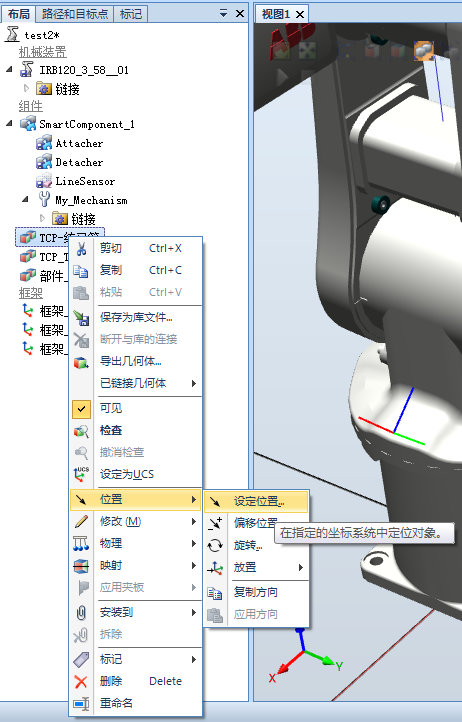 布局 路径和目标点 标记
视图1
test2*
机械装置
IRB120_3_58__01
链接
组件
SmartComponent_1
Attacher
Detacher
LineSensor
My_Mechanism
链接
TCP-练习笔
TCP_T
部件_
框架
框架_
框架_
框架_
剪切 Ctrl+X
复制 Ctrl+C
粘贴 Ctrl+V
保存为库文件...
断开与库的连接
导出几何体...
已链接几何体
可见
检查
撤消检查
UCS 设定为UCS
位置
修改 (M)
物理
映射
应用夹板
安装到
拆除
标记
删除 Delete
重命名
设定位置...
偏移位置
旋转...
放置
复制方向
应用方向
在指定的坐标系统中定位对象。
ABB
X
Y